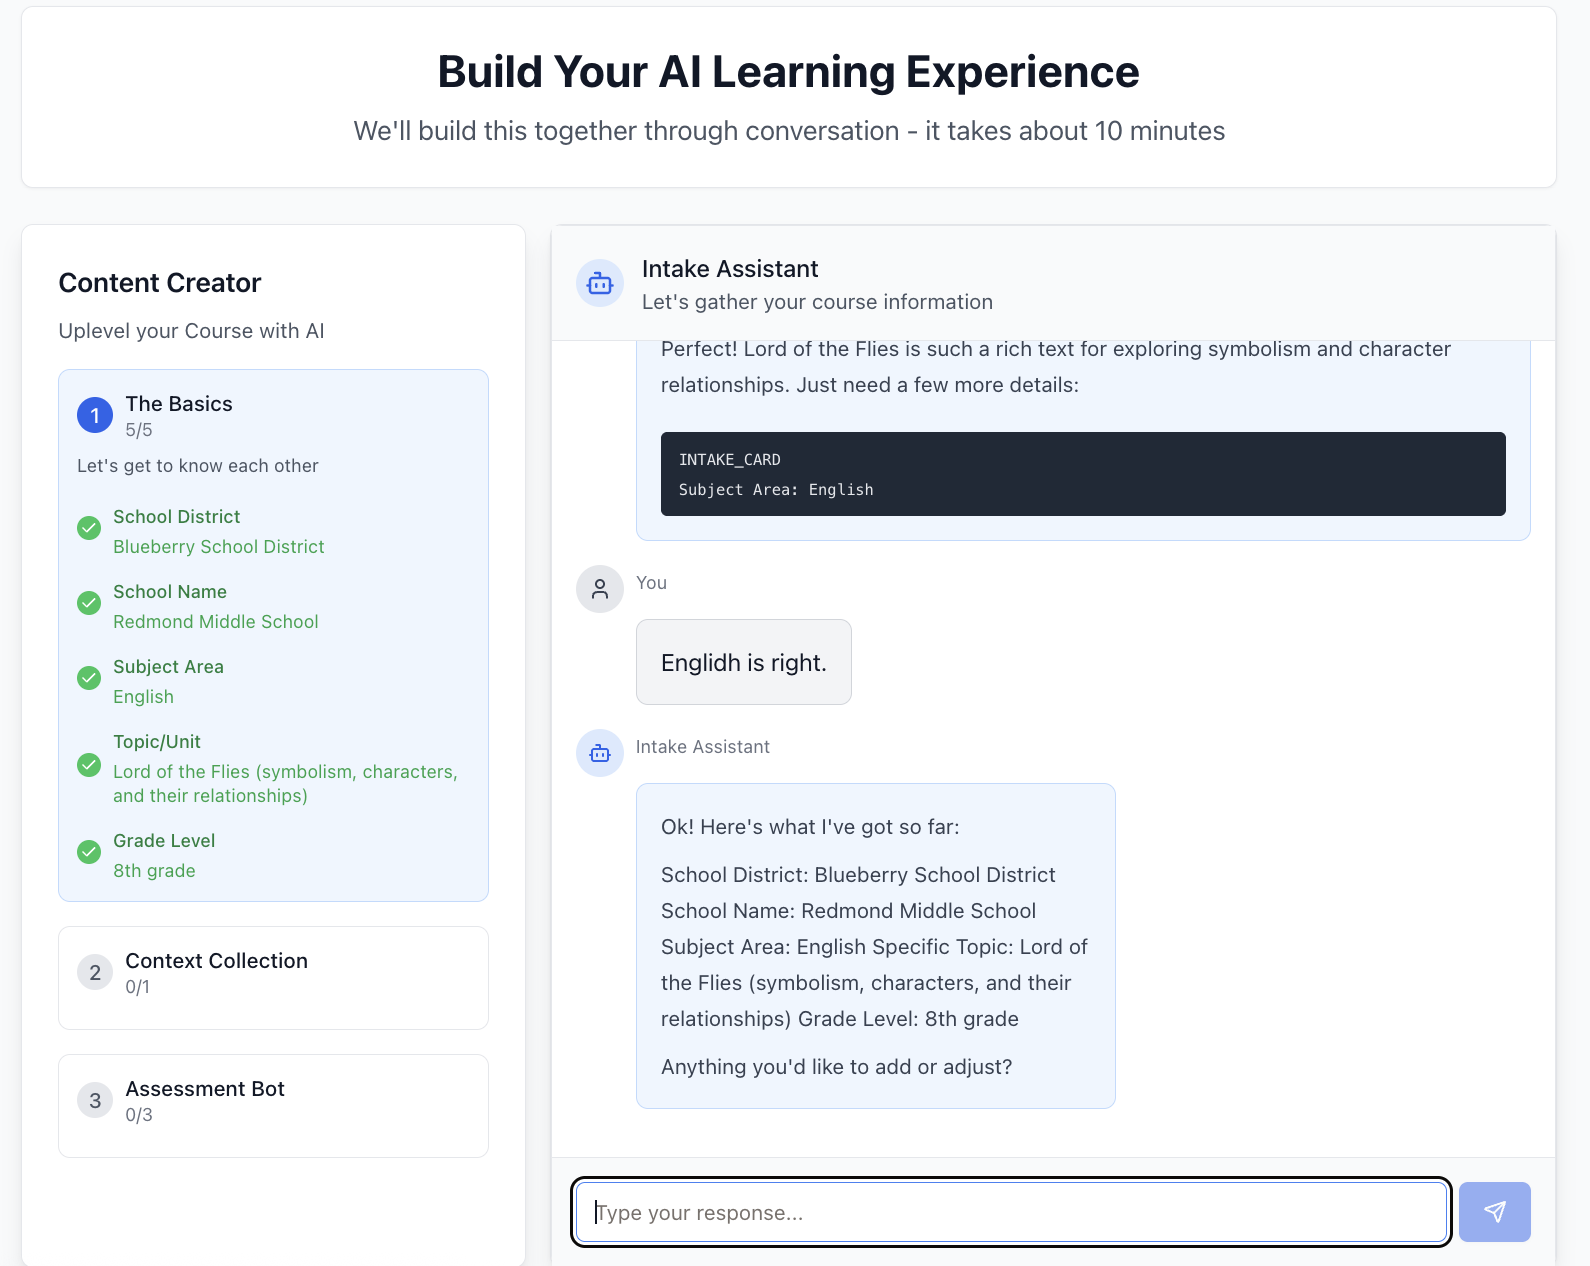 Build Your AI Learning Experience
We'll build this together through conversation - it takes about 10 minutes
Content Creator
Uplevel your Course with AI
1
The Basics
5/5
Let's get to know each other
School District
Blueberry School District
School Name
Redmond Middle School
Subject Area
English
Topic/Unit
Lord of the Flies (symbolism, characters,
and their relationships)
Grade Level
8th grade
2
Context Collection
0/1
3
Assessment Bot
0/3
Intake Assistant
Let's gather your course information
Perfect! Lord of the Flies is such a rich text for exploring symbolism and character
relationships. Just need a few more details:
INTAKE_CARD
Subject Area: English
You
Englidh is right.
Intake Assistant
Ok! Here's what I've got so far:
School District: Blueberry School District
School Name: Redmond Middle School
Subject Area: English Specific Topic: Lord of
the Flies (symbolism, characters, and their
relationships) Grade Level: 8th grade
Anything you'd like to add or adjust?
Type your response...